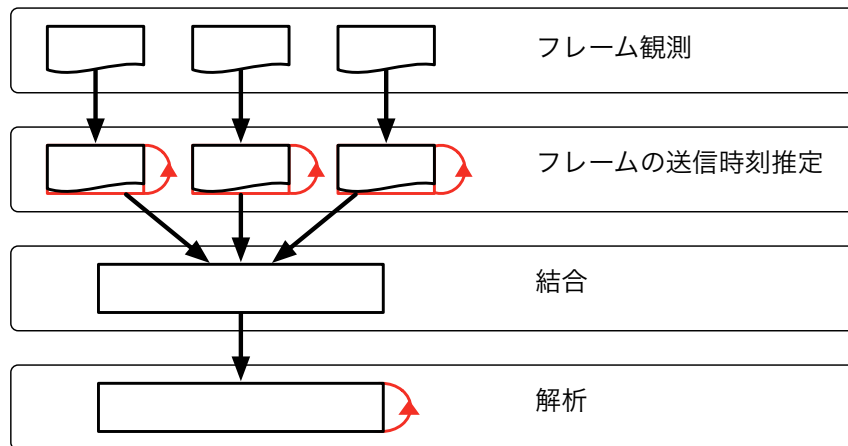 フレーム観測
フレームの送信時刻推定
結合
解析